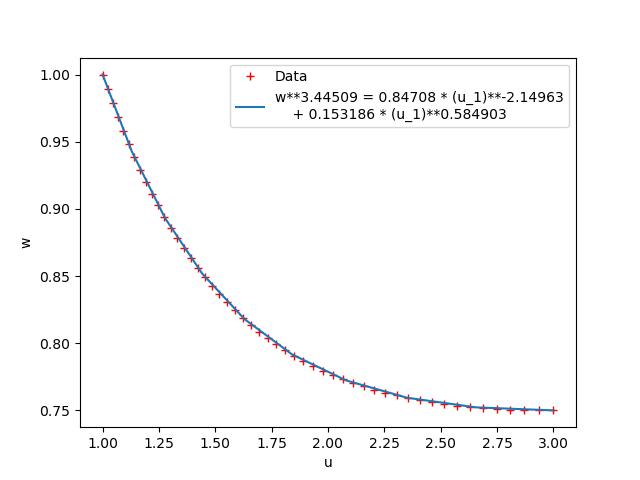 1.00
0.95
0.90
0.85
0.80
0.75
w
Data
w**3.44509 = 0.84708 * (u_1)**-2.14963
+ 0.153186 * (u_1)**0.584903
1.00 1.25 1.50 1.75 2.00 2.25 2.50 2.75 3.00
u